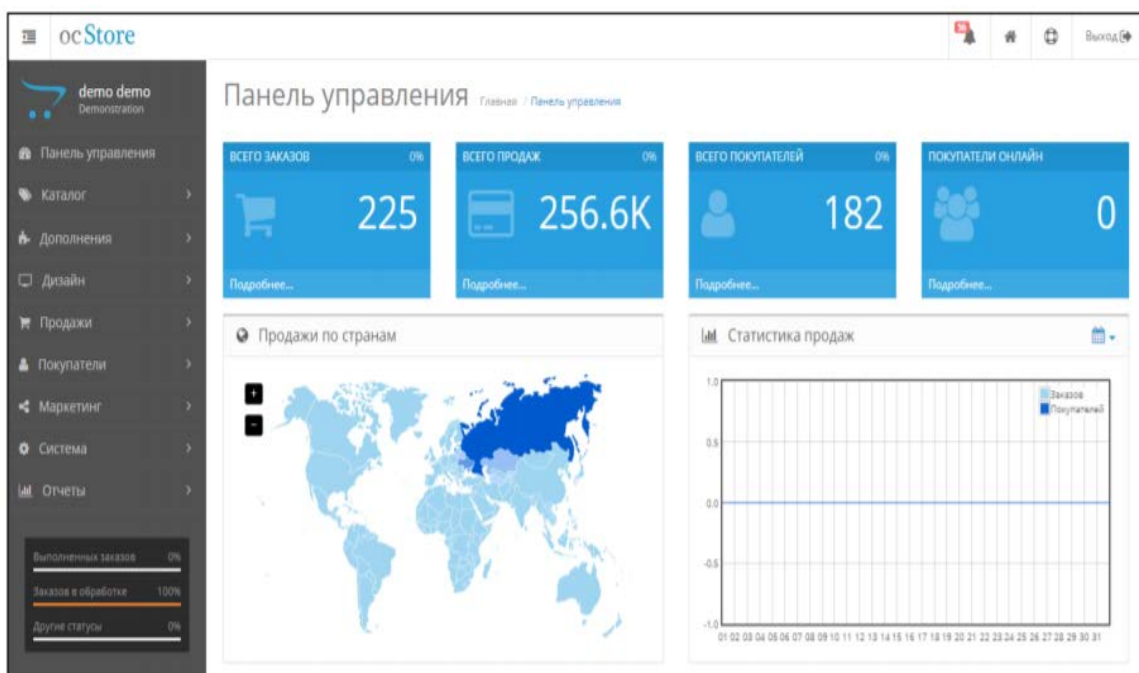 ocStore
56
Выход
demo demo
Demonstration
Панель управления
Каталог
Дополнения
Дизайн
Продажи
Покупатели
Маркетинг
Система
Отчеты
Выполненных заказов 0%
Заказов в обработке 100%
Другие статусы 0%
Панель управления Главная / Панель управления
ВСЕГО ЗАКАЗОВ 0%
225
Подробнее...
ВСЕГО ПРОДАЖ 0%
256.6K
Подробнее...
ВСЕГО ПОКУПАТЕЛЕЙ 0%
182
Подробнее...
ПОКУПАТЕЛИ ОНЛАЙН
0
Подробнее...
Продажи по странам
+
−
Статистика продаж
Заказов
Покупателей
1.0
0.5
0.0
-0.5
-1.0
01 02 03 04 05 06 07 08 09 10 11 12 13 14 15 16 17 18 19 20 21 22 23 24 25 26 27 28 29 30 31